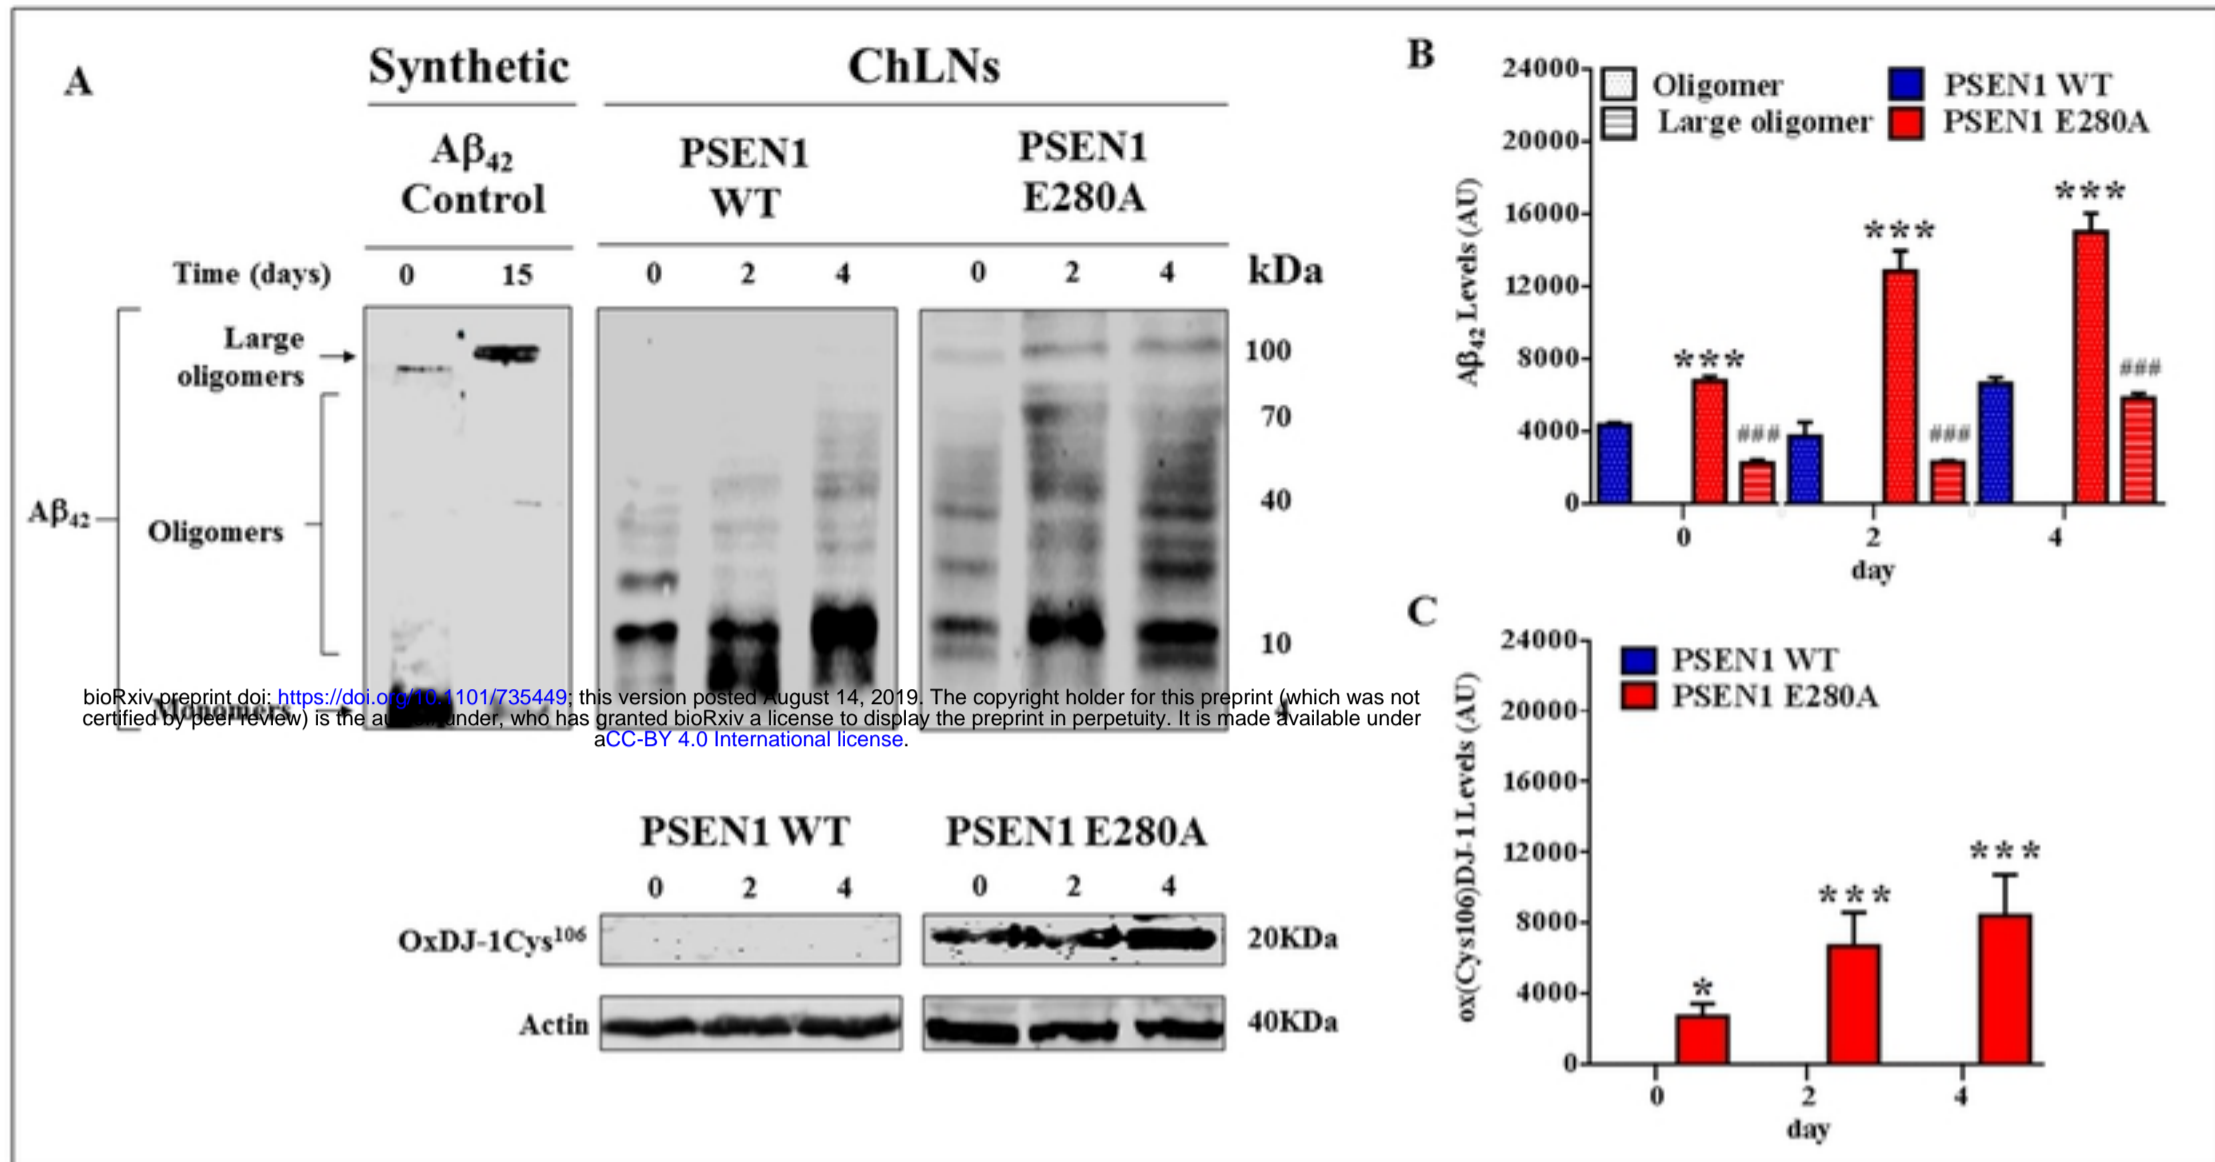 A
Synthetic
ChLNs
Aβ42
Control
PSEN1
WT
PSEN1
E280A
Time (days)
0 15
0 2 4
0 2 4
kDa
Large
oligomers
Oligomers
Aβ42
Monomers
100
70
40
10
4
bioRxiv preprint doi: https://doi.org/10.1101/735449; this version posted August 14, 2019. The copyright holder for this preprint (which was not
certified by peer review) is the author/funder, who has granted bioRxiv a license to display the preprint in perpetuity. It is made available under
aCC-BY 4.0 International license.
PSEN1 WT
PSEN1 E280A
0 2 4
0 2 4
OxDJ-1Cys106
20KDa
Actin
40KDa
B
Aβ42 Levels (AU)
24000
20000
16000
12000
8000
4000
0
Oligomer
Large oligomer
PSEN1 WT
PSEN1 E280A
***
###
***
###
***
###
0 2 4
day
C
ox(Cys106)DJ-1 Levels (AU)
24000
20000
16000
12000
8000
4000
0
PSEN1 WT
PSEN1 E280A
*
***
***
0 2 4
day